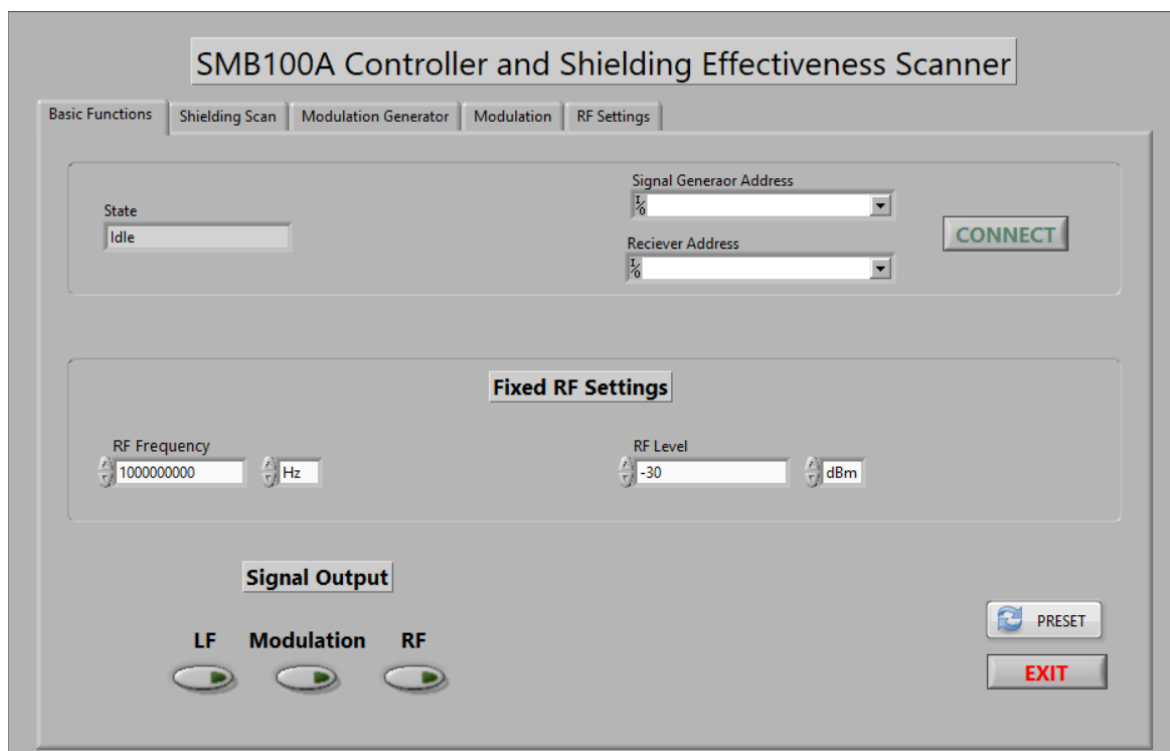 SMB100A Controller and Shielding Effectiveness Scanner
Basic Functions Shielding Scan Modulation Generator Modulation RF Settings
State
Idle
Signal Generaor Address
I/O
Reciever Address
I/O
CONNECT
Fixed RF Settings
RF Frequency
1000000000 Hz
RF Level
-30 dBm
Signal Output
LF Modulation RF
PRESET
EXIT